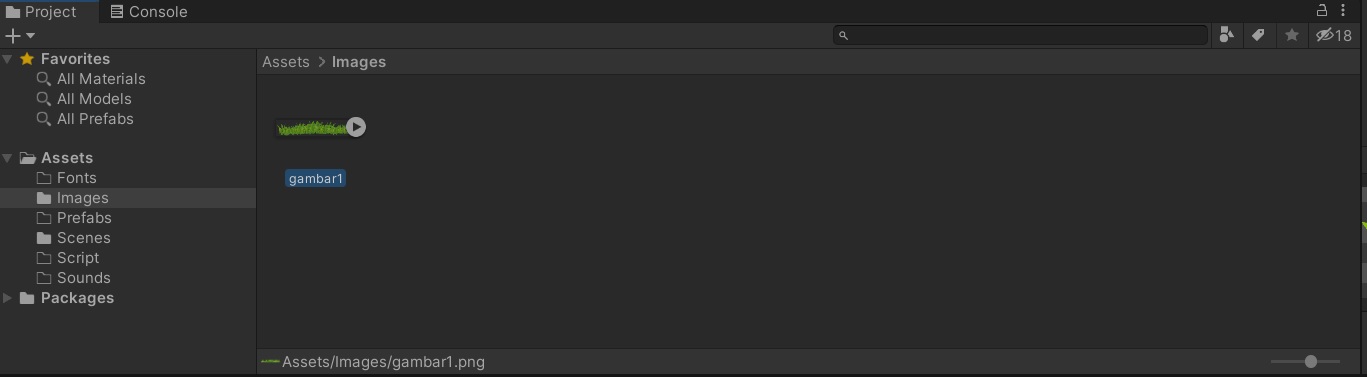 Project
Console
18
Favorites
All Materials
All Models
All Prefabs
Assets
Fonts
Images
Prefabs
Scenes
Script
Sounds
Packages
Assets > Images
gambar1
Assets/Images/gambar1.png